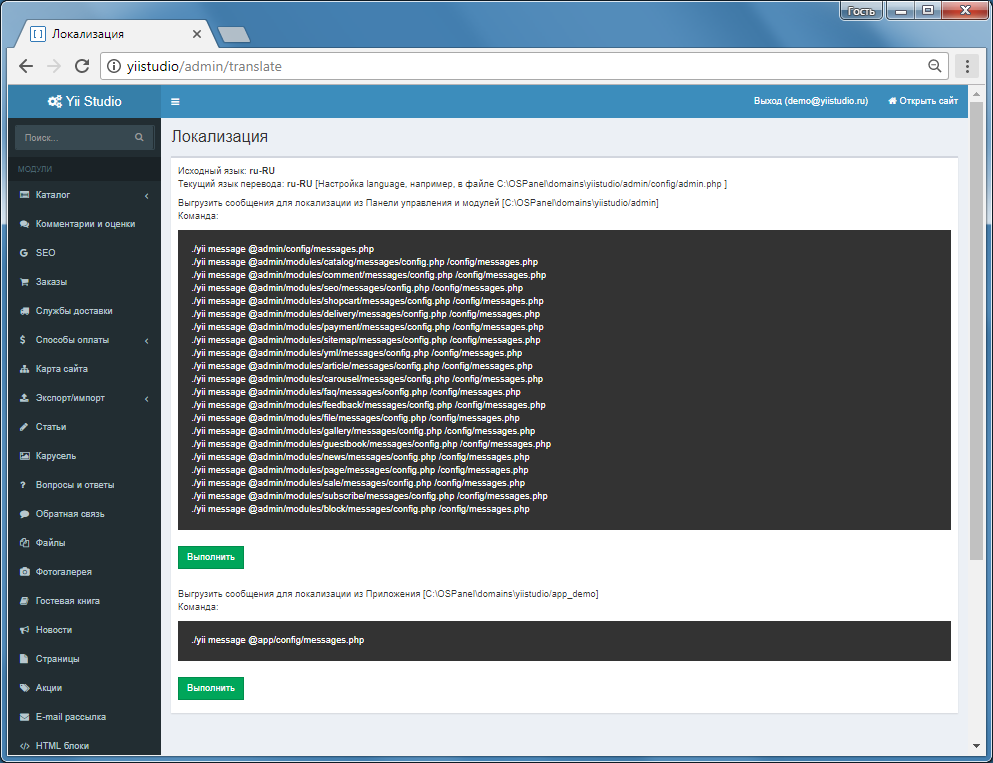 Гость
Локализация
yiistudio/admin/translate
Yii Studio
Выход (demo@yiistudio.ru)
Открыть сайт
Поиск...
МОДУЛИ
Каталог
Комментарии и оценки
SEO
Заказы
Службы доставки
Способы оплаты
Карта сайта
Экспорт/импорт
Статьи
Карусель
Вопросы и ответы
Обратная связь
Файлы
Фотогалерея
Гостевая книга
Новости
Страницы
Акции
E-mail рассылка
HTML блоки
Локализация
Исходный язык: ru-RU
Текущий язык перевода: ru-RU [Настройка language, например, в файле C:\OSPanel\domains\yiistudio/admin/config/admin.php ]
Выгрузить сообщения для локализации из Панели управления и модулей [C:\OSPanel\domains\yiistudio/admin]
Команда:
./yii message @admin/config/messages.php
./yii message @admin/modules/catalog/messages/config.php /config/messages.php
./yii message @admin/modules/comment/messages/config.php /config/messages.php
./yii message @admin/modules/seo/messages/config.php /config/messages.php
./yii message @admin/modules/shopcart/messages/config.php /config/messages.php
./yii message @admin/modules/delivery/messages/config.php /config/messages.php
./yii message @admin/modules/payment/messages/config.php /config/messages.php
./yii message @admin/modules/sitemap/messages/config.php /config/messages.php
./yii message @admin/modules/yml/messages/config.php /config/messages.php
./yii message @admin/modules/article/messages/config.php /config/messages.php
./yii message @admin/modules/carousel/messages/config.php /config/messages.php
./yii message @admin/modules/faq/messages/config.php /config/messages.php
./yii message @admin/modules/feedback/messages/config.php /config/messages.php
./yii message @admin/modules/file/messages/config.php /config/messages.php
./yii message @admin/modules/gallery/messages/config.php /config/messages.php
./yii message @admin/modules/guestbook/messages/config.php /config/messages.php
./yii message @admin/modules/news/messages/config.php /config/messages.php
./yii message @admin/modules/page/messages/config.php /config/messages.php
./yii message @admin/modules/sale/messages/config.php /config/messages.php
./yii message @admin/modules/subscribe/messages/config.php /config/messages.php
./yii message @admin/modules/block/messages/config.php /config/messages.php
Выполнить
Выгрузить сообщения для локализации из Приложения [C:\OSPanel\domains\yiistudio/app_demo]
Команда:
./yii message @app/config/messages.php
Выполнить